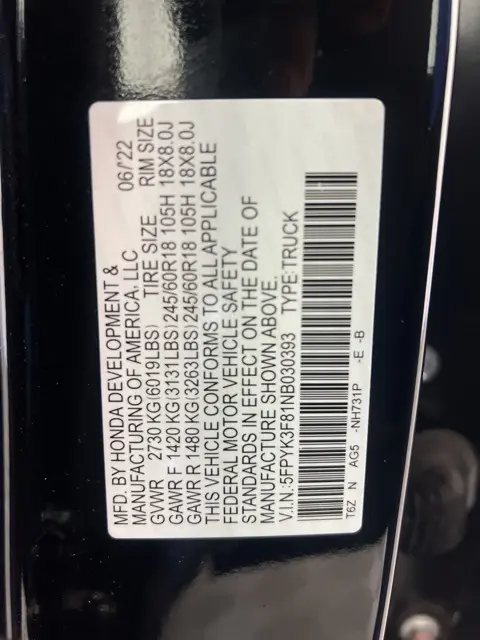 MFD. BY HONDA DEVELOPMENT & 06/22
MANUFACTURING OF AMERICA, LLC
GVWR 2730 KG(6019LBS) TIRE SIZE RIM SIZE
GAWR F 1420 KG(3131LBS)245/60R18 105H 18X8.0J
GAWR R 1480 KG(3263LBS)245/60R18 105H 18X8.0J
THIS VEHICLE CONFORMS TO ALL APPLICABLE
FEDERAL MOTOR VEHICLE SAFETY
STANDARDS IN EFFECT ON THE DATE OF
MANUFACTURE SHOWN ABOVE.
V.I.N.:5FPYK3F81NB030393 TYPE:TRUCK
T6Z N AG5 -NH731P -E -B